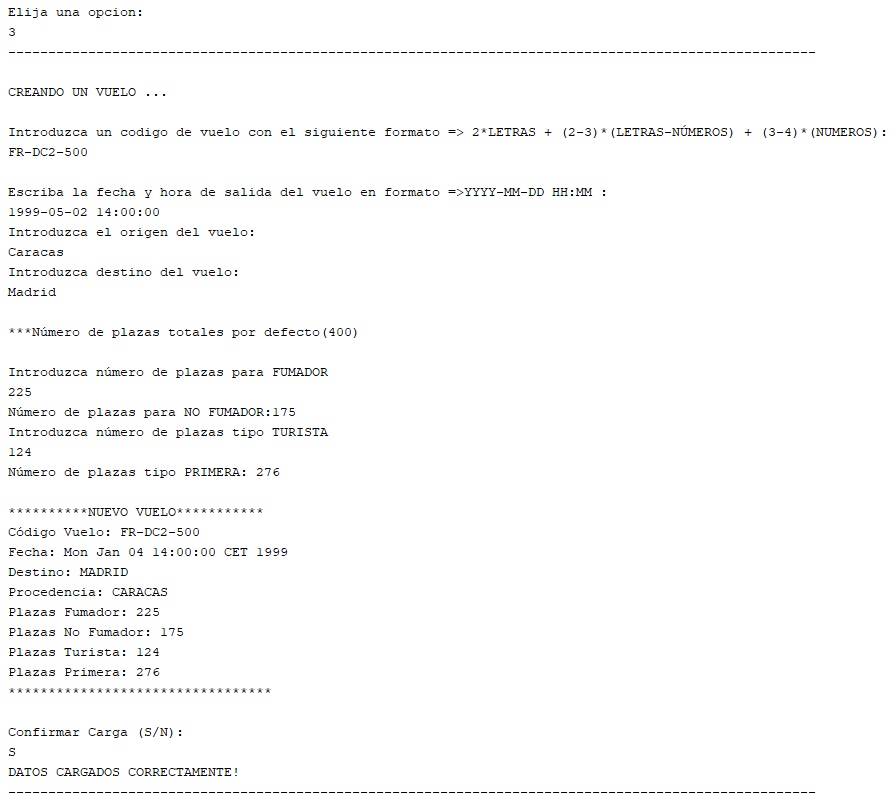 Elija una opcion:
3
-----------------------------------------------------------------------------------------------------
CREANDO UN VUELO ...
Introduzca un codigo de vuelo con el siguiente formato => 2*LETRAS + (2-3)*(LETRAS-NÚMEROS) + (3-4)*(NUMEROS):
FR-DC2-500
Escriba la fecha y hora de salida del vuelo en formato =>YYYY-MM-DD HH:MM :
1999-05-02 14:00:00
Introduzca el origen del vuelo:
Caracas
Introduzca destino del vuelo:
Madrid
***Número de plazas totales por defecto(400)
Introduzca número de plazas para FUMADOR
225
Número de plazas para NO FUMADOR:175
Introduzca número de plazas tipo TURISTA
124
Número de plazas tipo PRIMERA: 276
**********NUEVO VUELO***********
Código Vuelo: FR-DC2-500
Fecha: Mon Jan 04 14:00:00 CET 1999
Destino: MADRID
Procedencia: CARACAS
Plazas Fumador: 225
Plazas No Fumador: 175
Plazas Turista: 124
Plazas Primera: 276
*********************************
Confirmar Carga (S/N):
S
DATOS CARGADOS CORRECTAMENTE!
-----------------------------------------------------------------------------------------------------